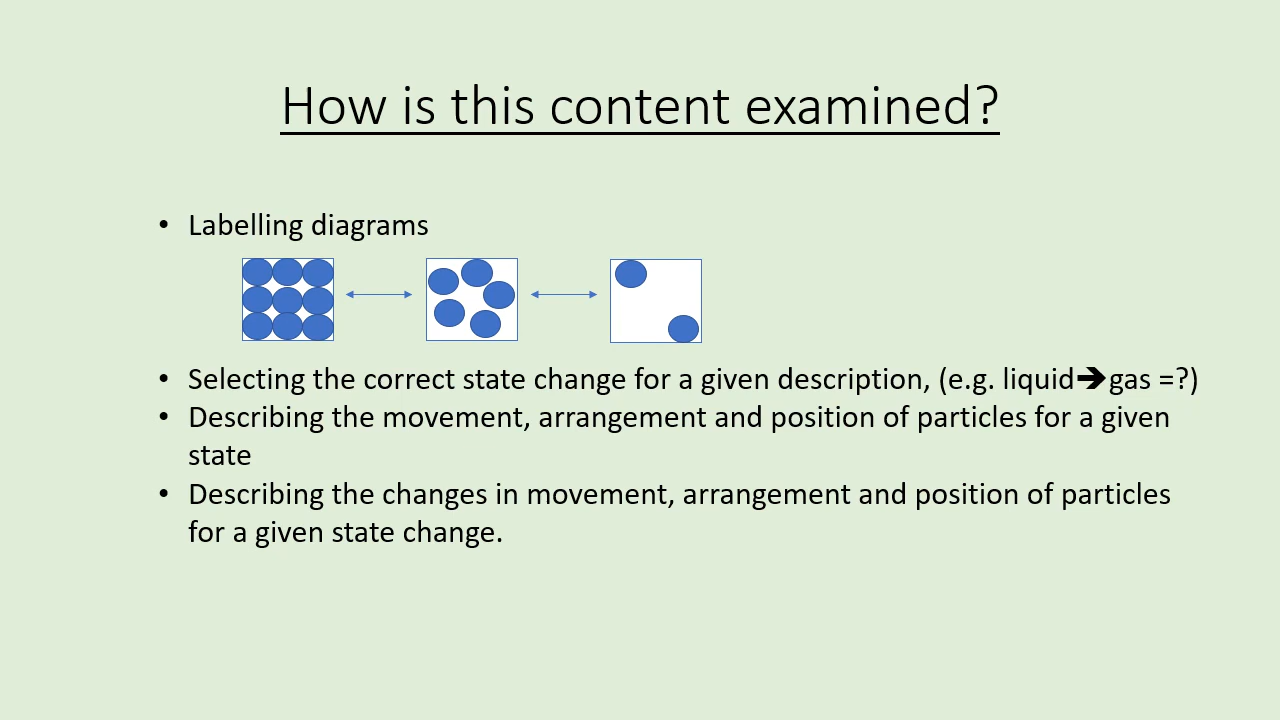 How is this content examined?
• Labelling diagrams
• Selecting the correct state change for a given description, (e.g. liquid🡺gas =?)
• Describing the movement, arrangement and position of particles for a given
state
• Describing the changes in movement, arrangement and position of particles
for a given state change.